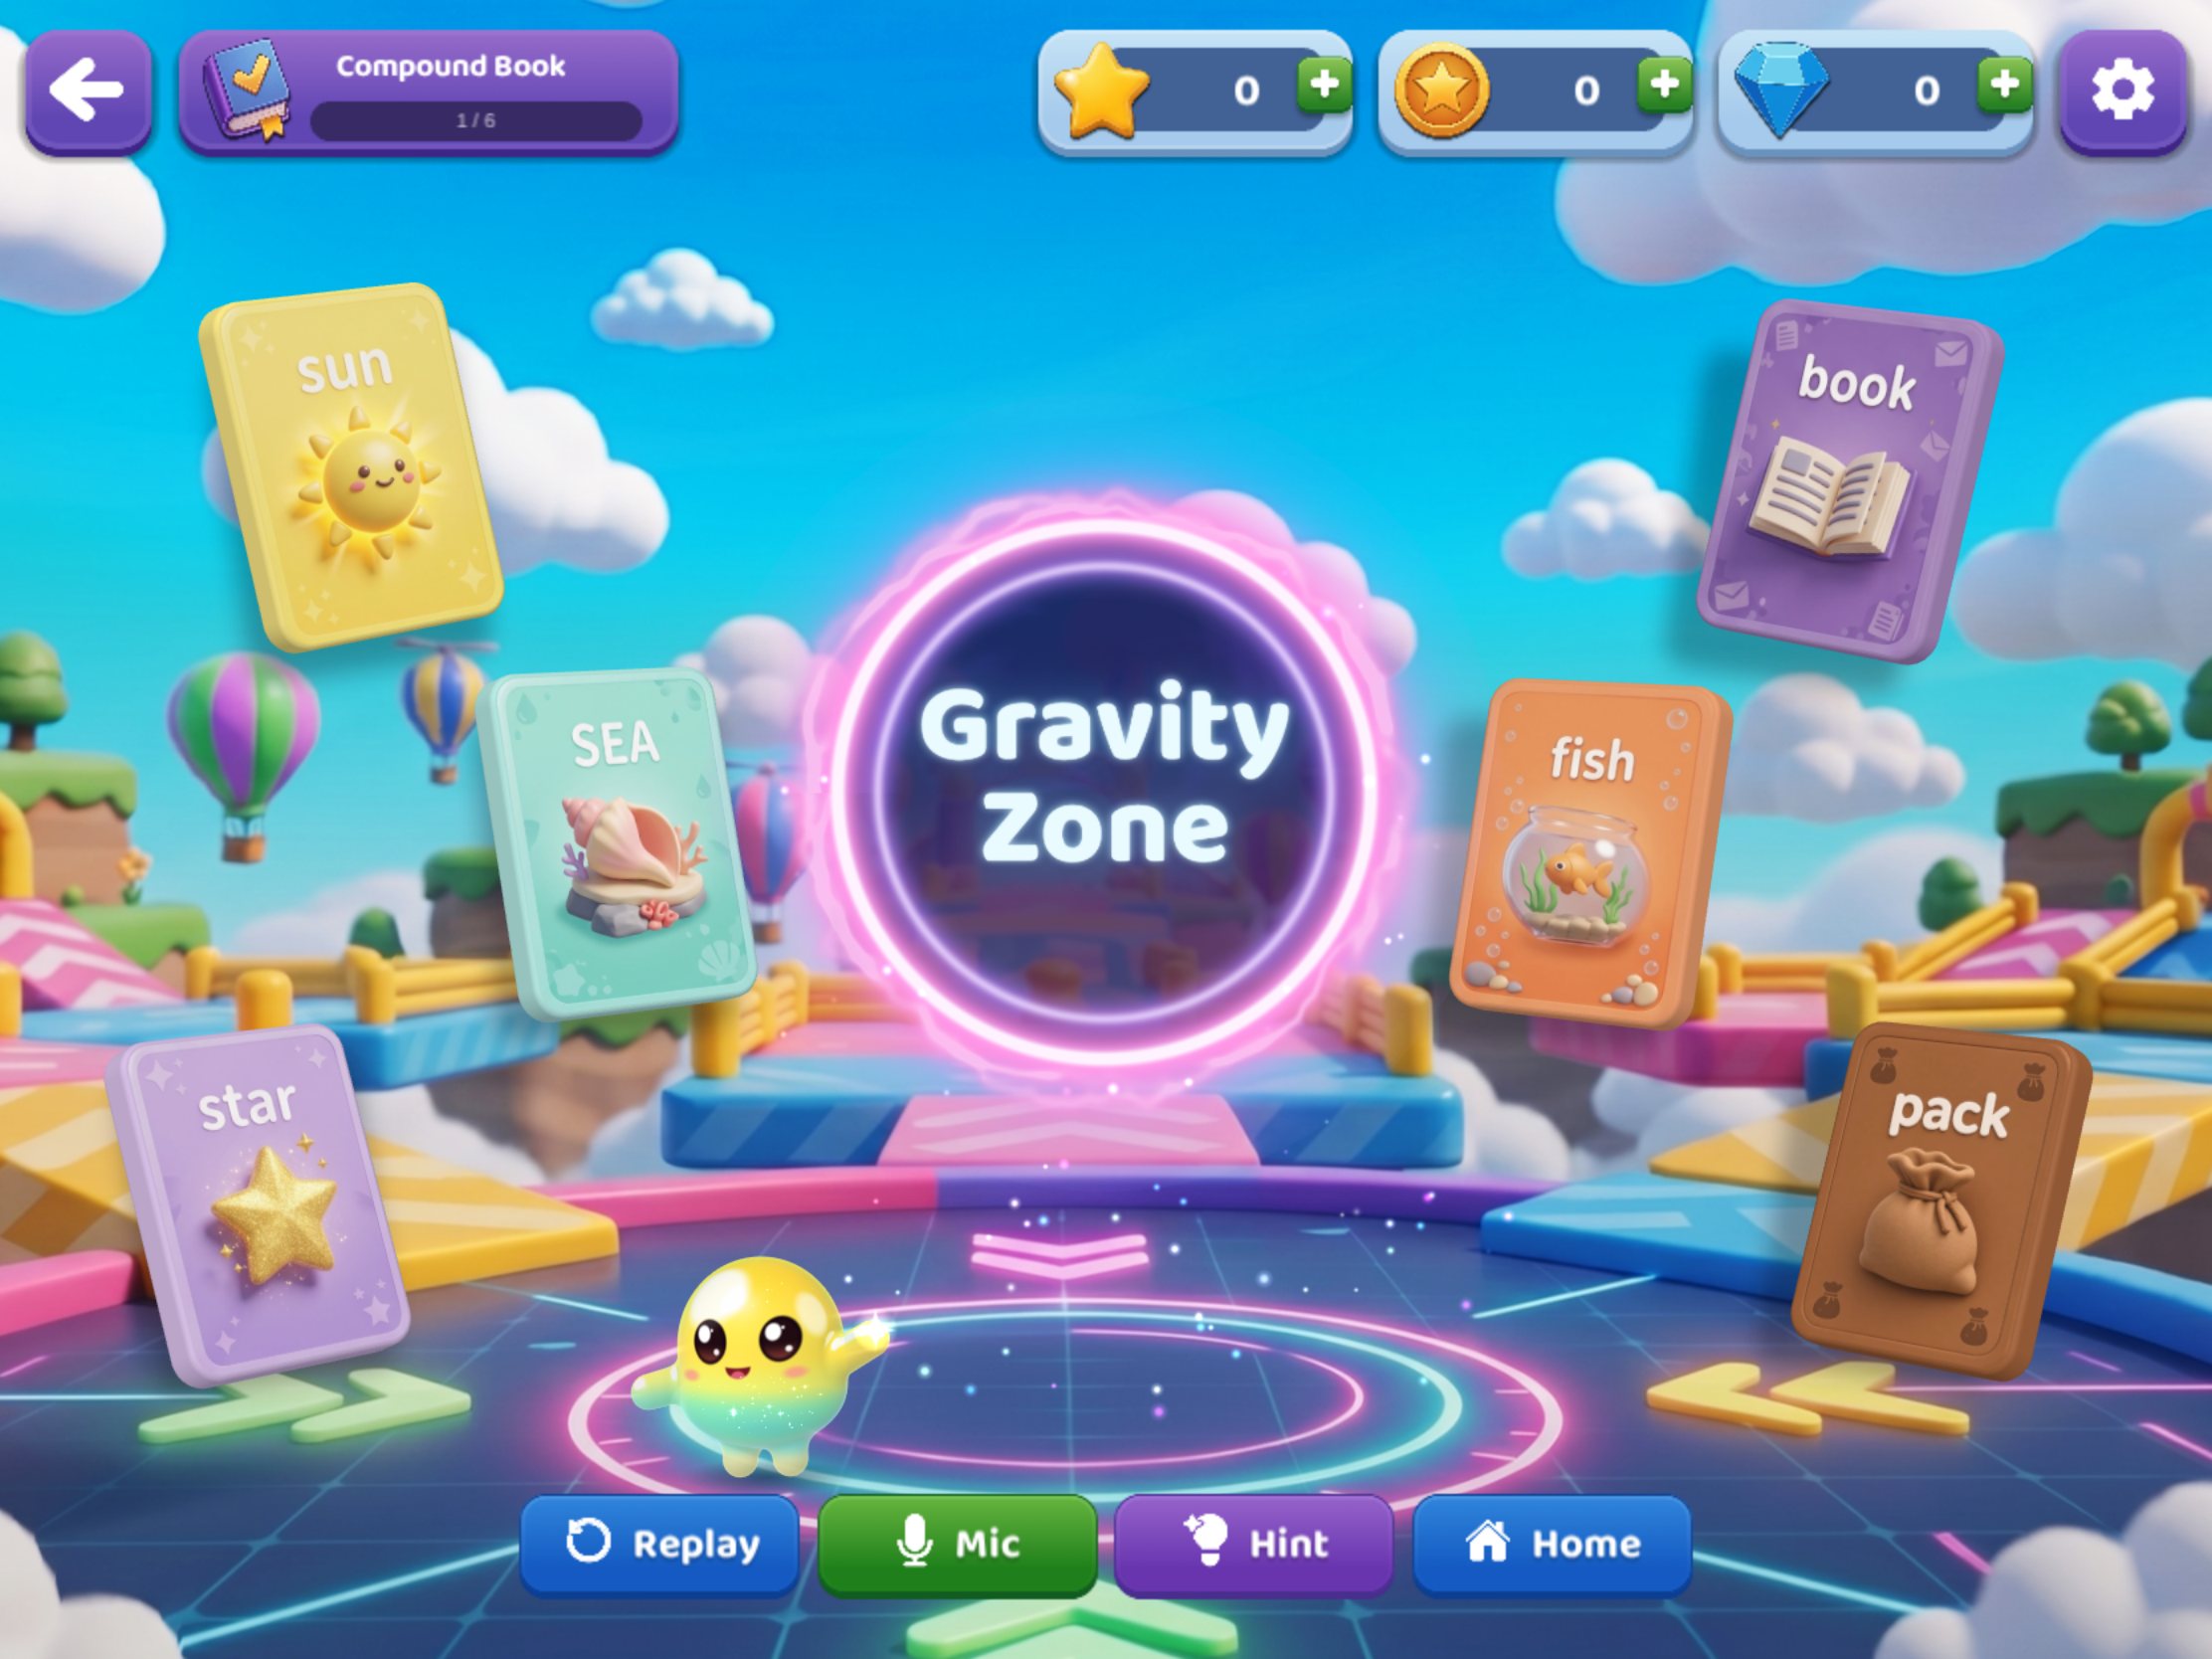 Compound Book
1/6
0
0
0
sun
book
SEA
fish
Gravity
Zone
star
pack
Replay
Mic
Hint
Home